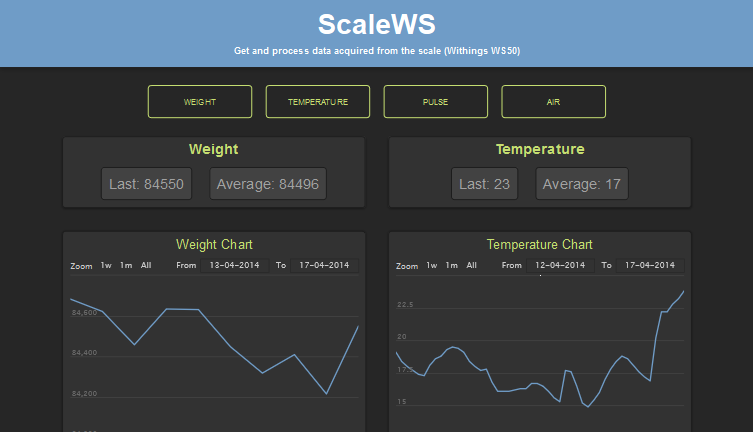 ScaleWS
Get and process data acquired from the scale (Withings WS50)
WEIGHT TEMPERATURE PULSE AIR
Weight
Last: 84550 Average: 84496
Temperature
Last: 23 Average: 17
Weight Chart
Zoom 1w 1m All From 13-04-2014 To 17-04-2014
84,600
84,400
84,200
Temperature Chart
Zoom 1w 1m All From 12-04-2014 To 17-04-2014
22.5
20
17.5
15